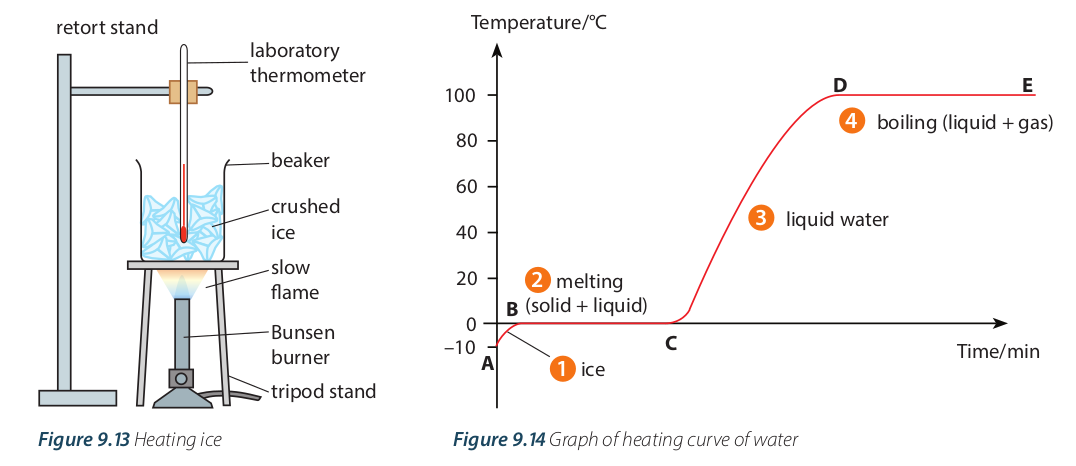 retort stand
laboratory
thermometer
beaker
crushed
ice
slow
flame
Bunsen
burner
tripod stand
Figure 9.13 Heating ice
Temperature/°C
100
80
60
40
20
0
–10
A
B
C
D
E
1 ice
2 melting
(solid + liquid)
3 liquid water
4 boiling (liquid + gas)
Time/min
Figure 9.14 Graph of heating curve of water